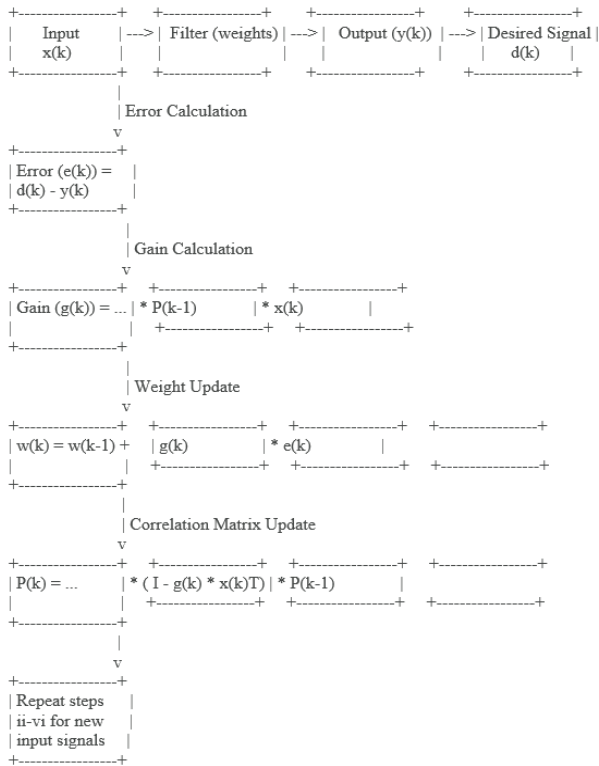 +-----------------+ +-----------------+ +-----------------+ +-----------------+
| Input | ---> | Filter (weights) | ---> | Output (y(k)) | ---> | Desired Signal |
| x(k) | | | | | | d(k) |
+-----------------+ +-----------------+ +-----------------+ +-----------------+
|
| Error Calculation
v
+-----------------+
| Error (e(k)) = |
| d(k) - y(k) |
+-----------------+
|
| Gain Calculation
v
+-----------------+ +-----------------+ +-----------------+
| Gain (g(k)) = ... | * P(k-1) | * x(k) |
| | +-----------------+ +-----------------+
+-----------------+
|
| Weight Update
v
+-----------------+ +-----------------+ +-----------------+ +-----------------+
| w(k) = w(k-1) + | g(k) | * e(k) |
| | +-----------------+ +-----------------+ +-----------------+
+-----------------+
|
| Correlation Matrix Update
v
+-----------------+ +-----------------+ +-----------------+ +-----------------+
| P(k) = ... | * ( I - g(k) * x(k)T) | * P(k-1) |
| | +-----------------+ +-----------------+ +-----------------+
+-----------------+
|
v
+-----------------+
| Repeat steps |
| ii-vi for new |
| input signals |
+-----------------+